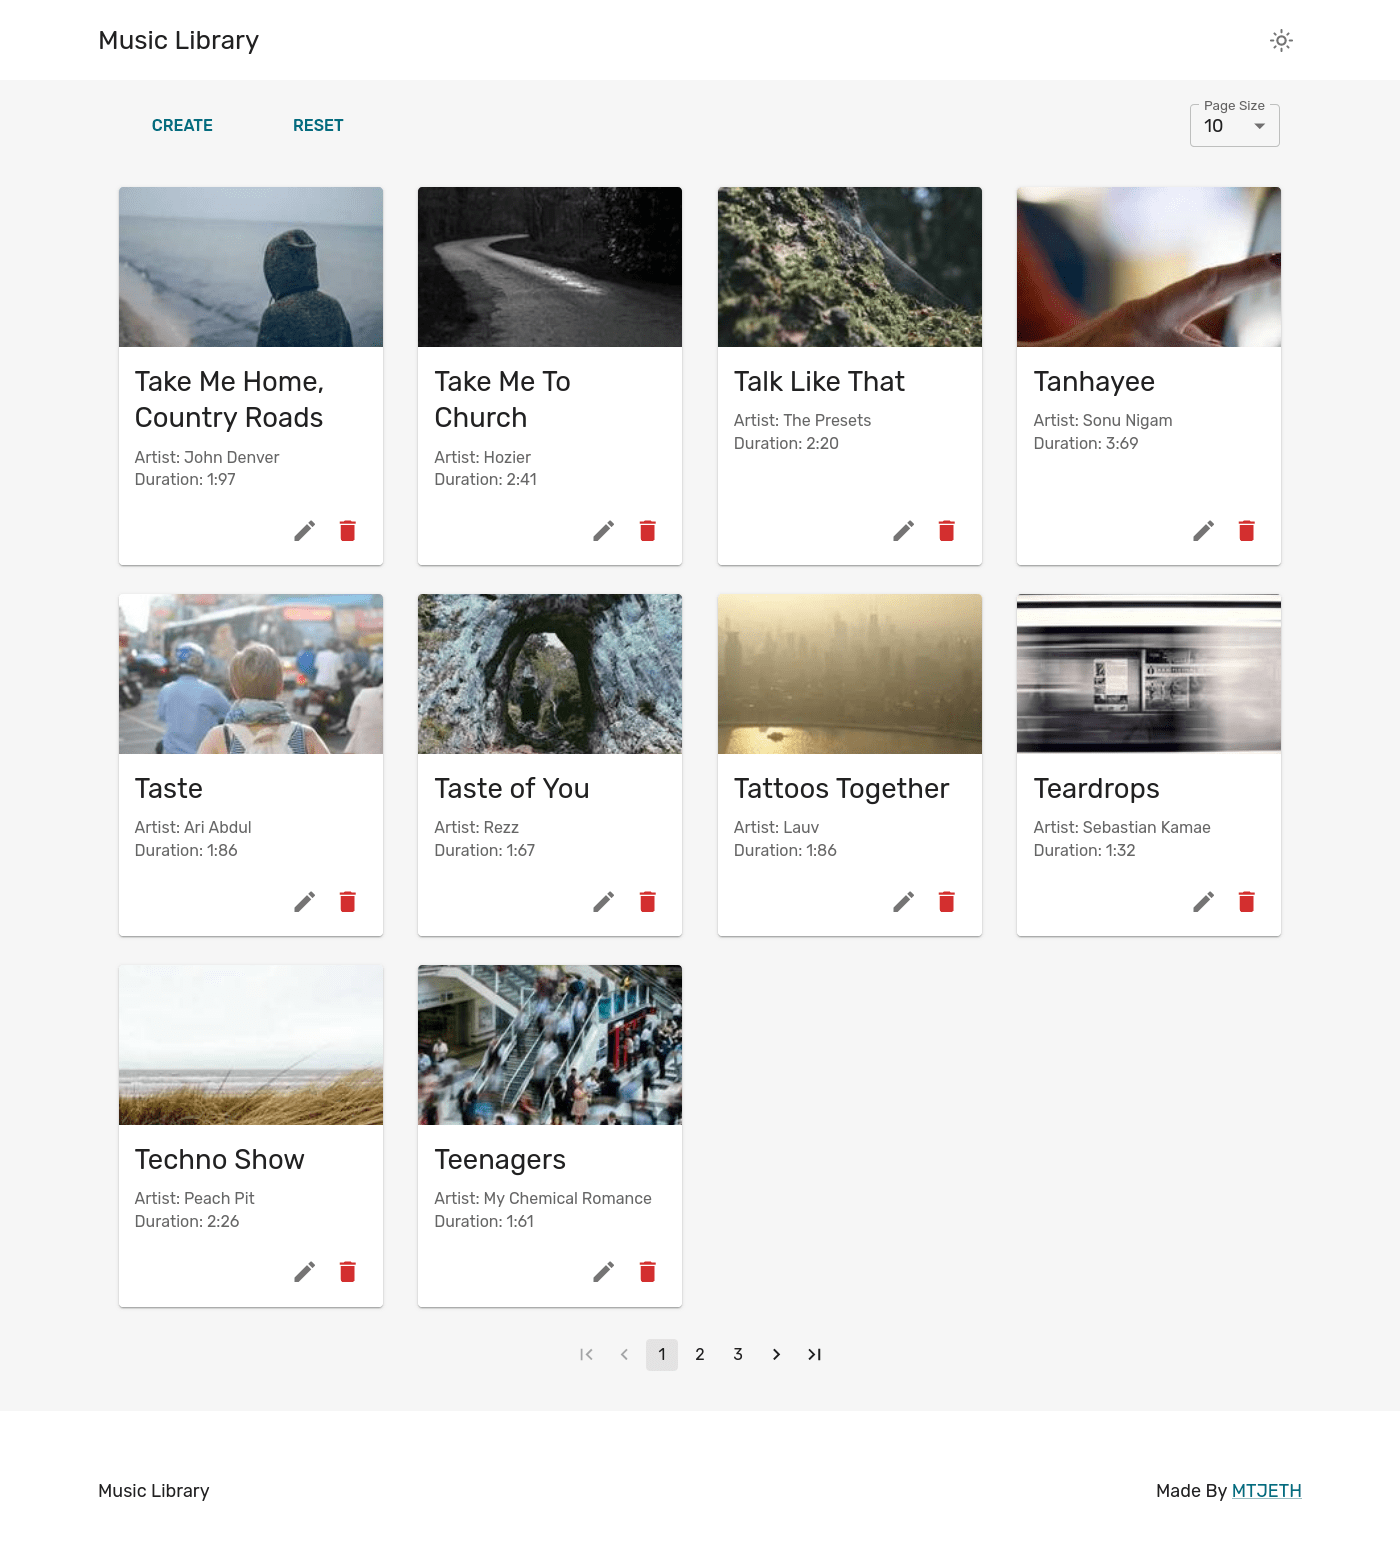 Music Library
CREATE
RESET
Page Size
10
Take Me Home,
Country Roads
Artist: John Denver
Duration: 1:97
Take Me To
Church
Artist: Hozier
Duration: 2:41
Talk Like That
Artist: The Presets
Duration: 2:20
Tanhayee
Artist: Sonu Nigam
Duration: 3:69
Taste
Artist: Ari Abdul
Duration: 1:86
Taste of You
Artist: Rezz
Duration: 1:67
Tattoos Together
Artist: Lauv
Duration: 1:86
Teardrops
Artist: Sebastian Kamae
Duration: 1:32
Techno Show
Artist: Peach Pit
Duration: 2:26
Teenagers
Artist: My Chemical Romance
Duration: 1:61
1 2 3
Music Library
Made By MTJETH